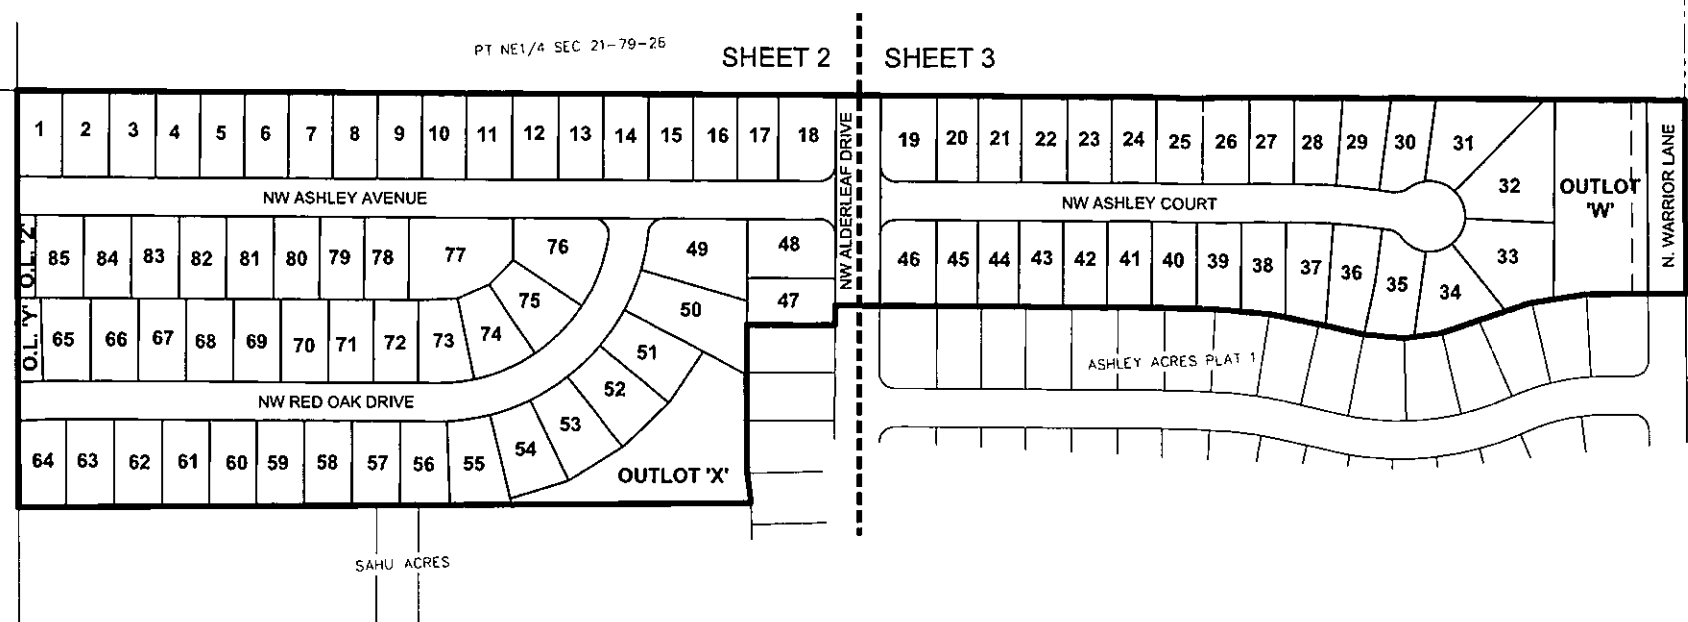 PT NE1/4 SEC 21-79-26
SHEET 2
SHEET 3
1 2 3 4 5 6 7 8 9 10 11 12 13 14 15 16 17 18
NW ALDERLEAF DRIVE
19 20 21 22 23 24 25 26 27 28 29 30 31
32
OUTLOT
'W'
N. WARRIOR LANE
NW ASHLEY AVENUE
NW ASHLEY COURT
O.L. 'Z'
85 84 83 82 81 80 79 78 77 76
49 48
46 45 44 43 42 41 40 39 38 37 36 35 34 33
75
50 47
O.L. 'Y'
65 66 67 68 69 70 71 72 73 74
51
ASHLEY ACRES PLAT 1
NW RED OAK DRIVE
52
53
64 63 62 61 60 59 58 57 56 55 54
OUTLOT 'X'
SAHU ACRES